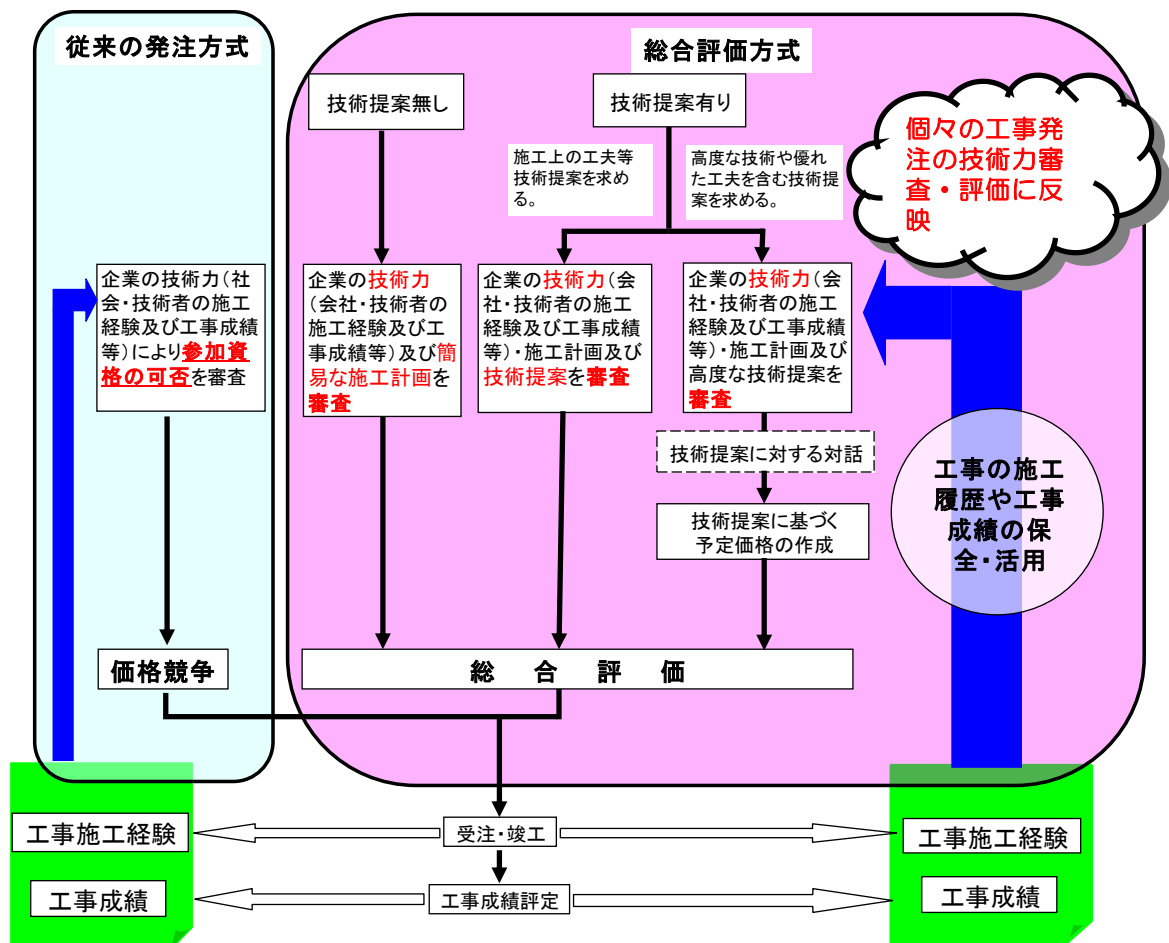 従来の発注方式
総合評価方式
技術提案無し
技術提案有り
施工上の工夫等
技術提案を求め
る。
高度な技術や優れ
た工夫を含む技術提
案を求める。
個々の工事発
注の技術力審
査・評価に反
映
企業の技術力(社
会・技術者の施工
経験及び工事成績
等)により参加資
格の可否を審査
企業の技術力
(会社・技術者の
施工経験及び工
事成績等)及び簡
易な施工計画を
審査
企業の技術力(会
社・技術者の施工
経験及び工事成績
等)・施工計画及び
技術提案を審査
企業の技術力(会
社・技術者の施工
経験及び工事成績
等)・施工計画及び
高度な技術提案を
審査
技術提案に対する対話
技術提案に基づく
予定価格の作成
工事の施工
履歴や工事
成績の保
全・活用
価格競争
総 合 評 価
工事施工経験
受注・竣工
工事施工経験
工事成績
工事成績評定
工事成績